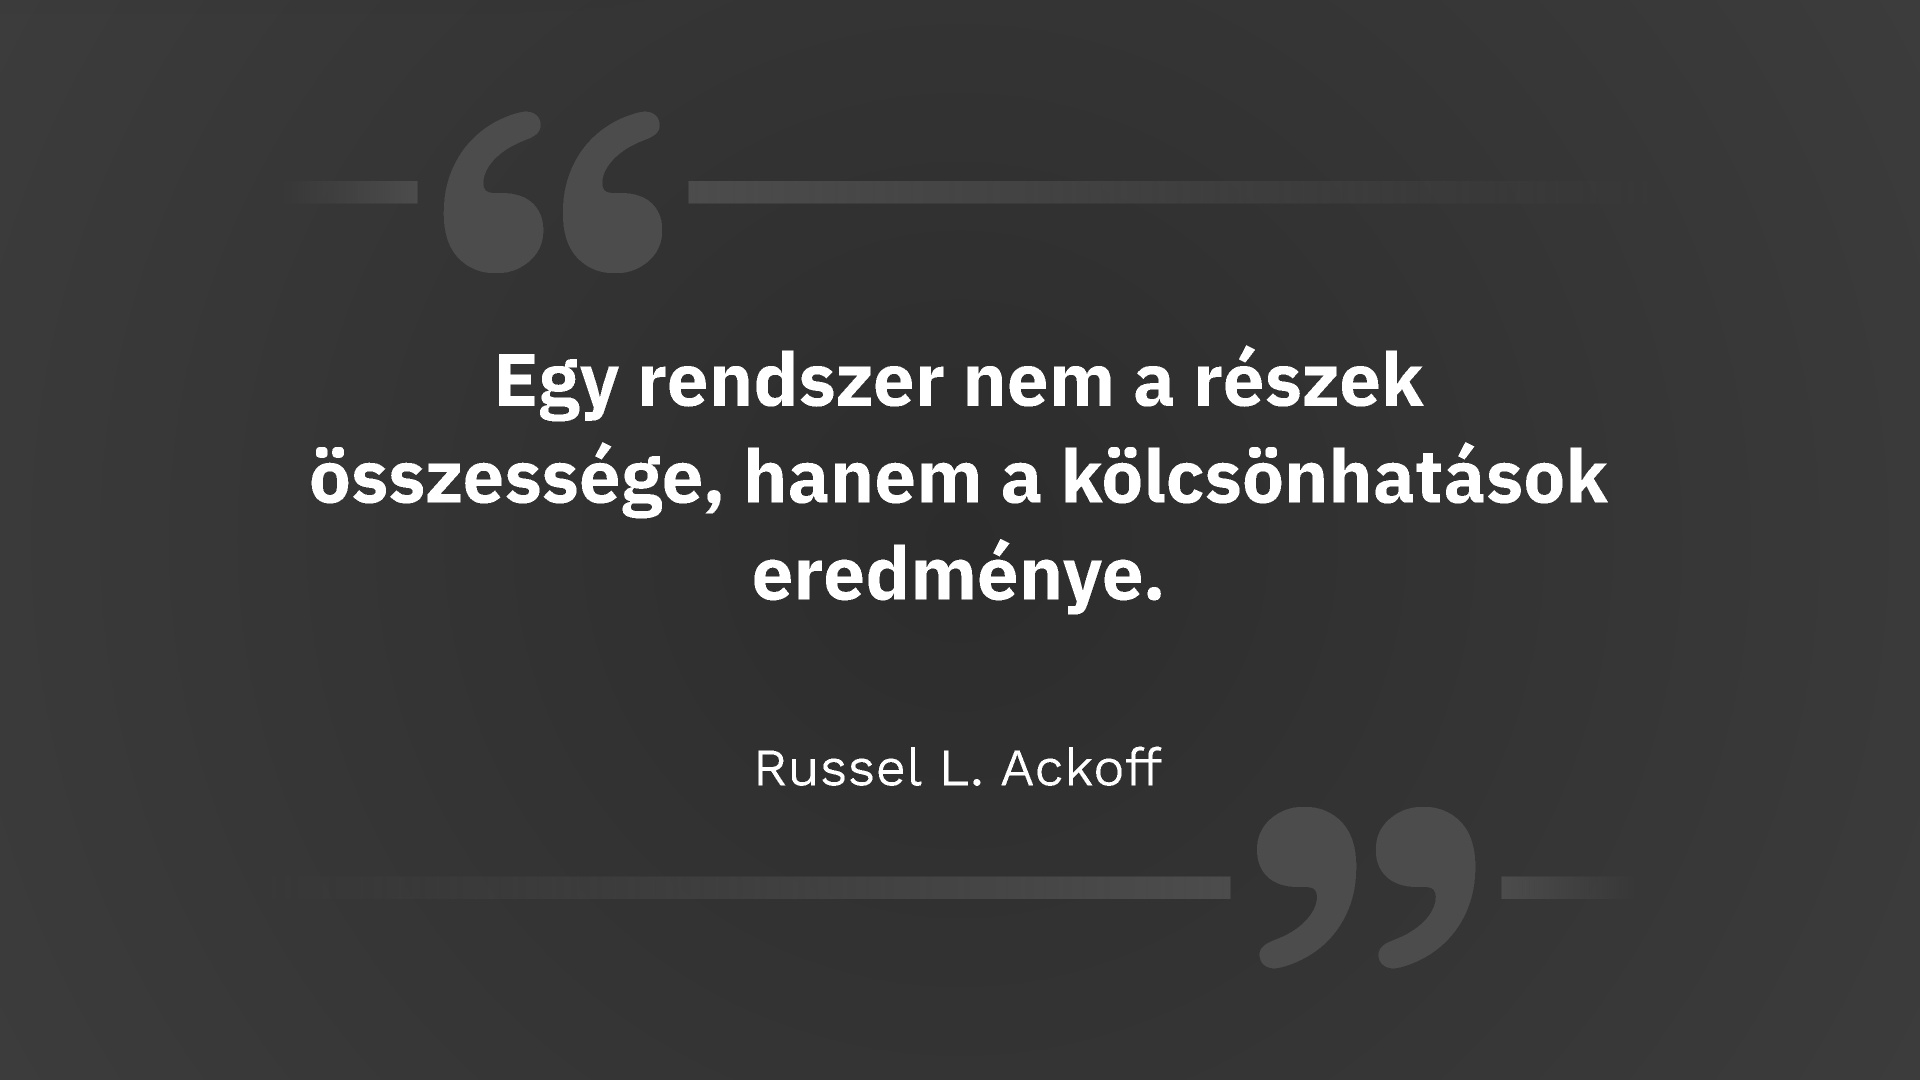 Egy rendszer nem a részek
összessége, hanem a kölcsönhatások
eredménye.
Russel L. Ackoff